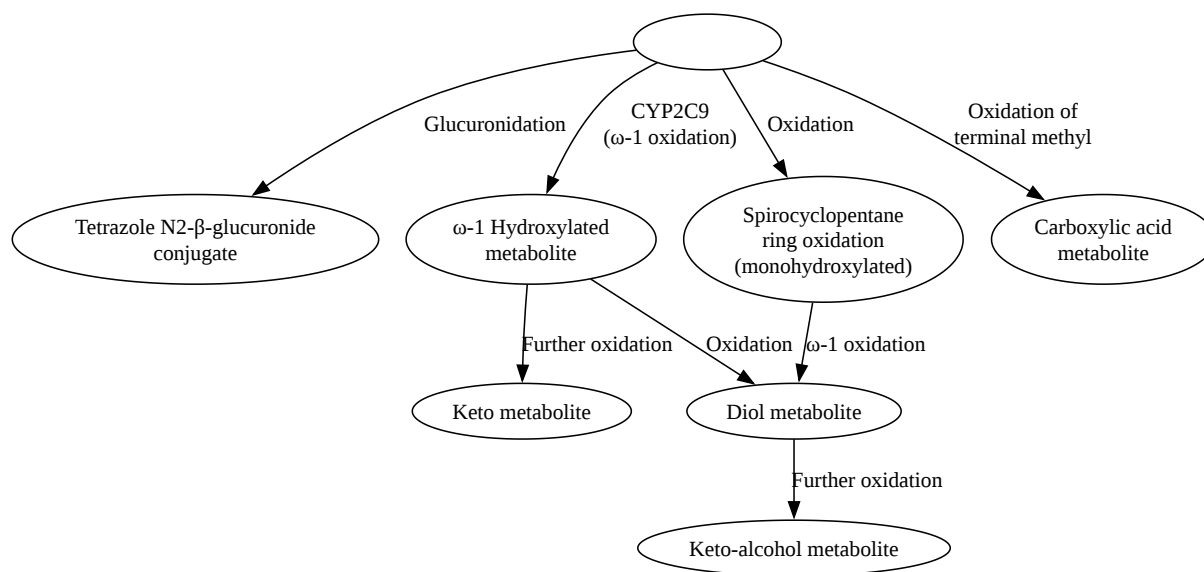 Glucuronidation
CYP2C9
(ω-1 oxidation)
Oxidation
Oxidation of
terminal methyl
Tetrazole N2-β-glucuronide
conjugate
ω-1 Hydroxylated
metabolite
Spirocyclopentane
ring oxidation
(monohydroxylated)
Carboxylic acid
metabolite
Further oxidation
Oxidation
ω-1 oxidation
Keto metabolite
Diol metabolite
Further oxidation
Keto-alcohol metabolite